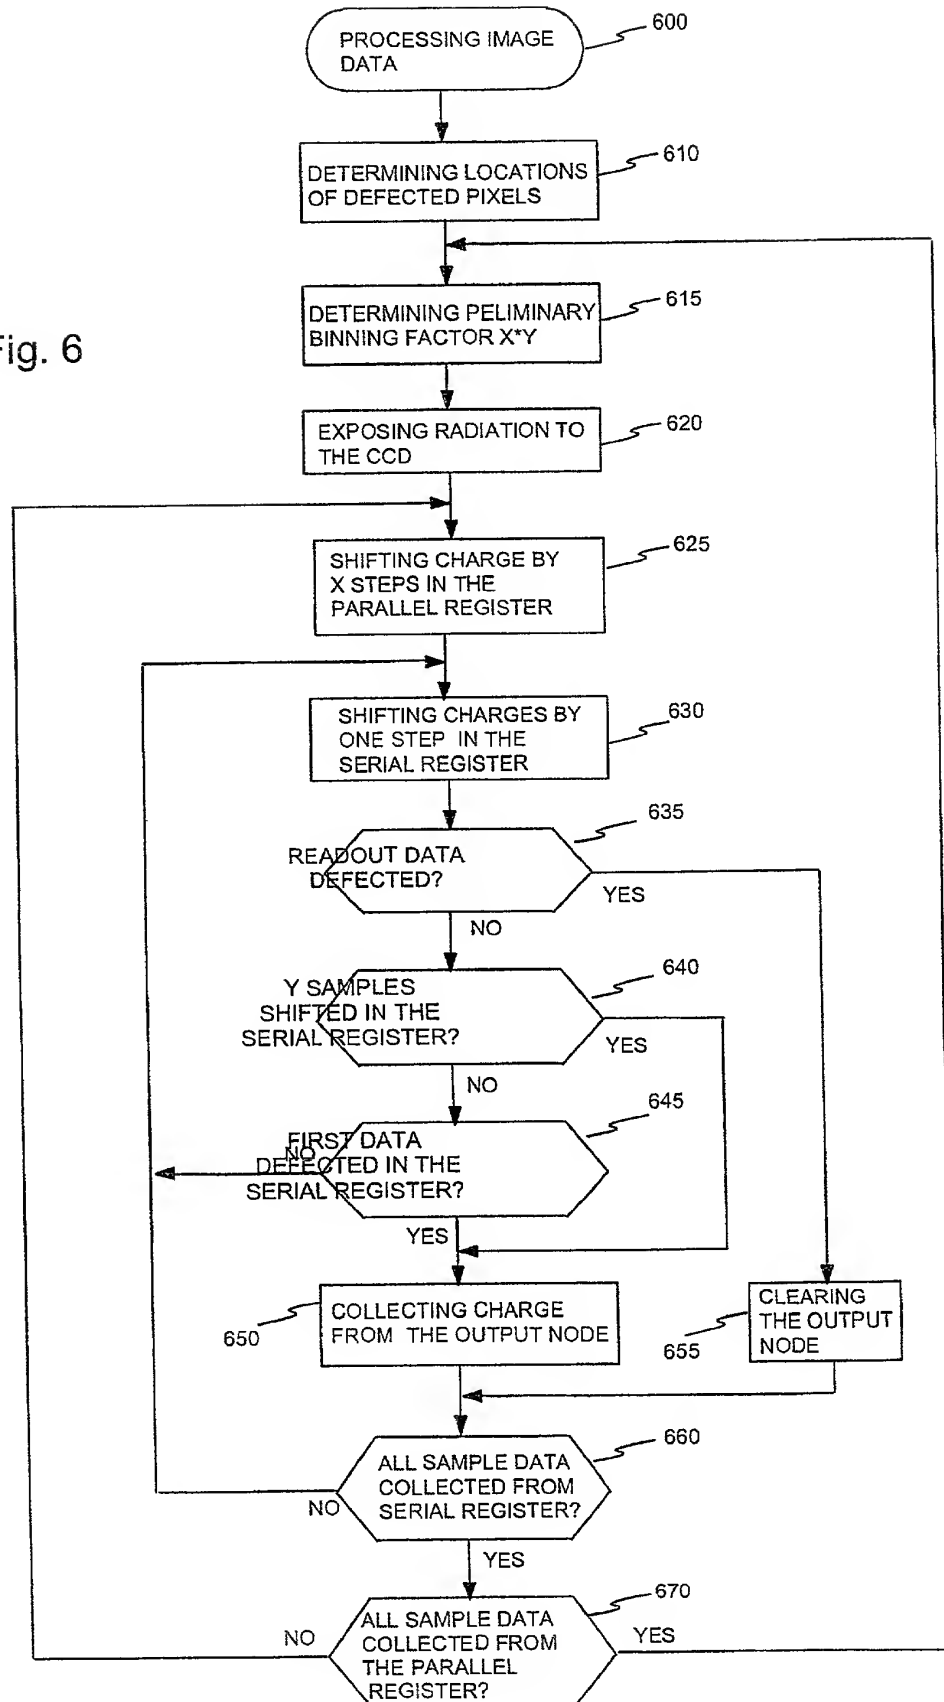 600
PROCESSING IMAGE
DATA
610
DETERMINING LOCATIONS
OF DEFECTED PIXELS
615
DETERMINING PELIMINARY
BINNING FACTOR X*Y
Fig. 6
620
EXPOSING RADIATION TO
THE CCD
625
SHIFTING CHARGE BY
X STEPS IN THE
PARALLEL REGISTER
630
SHIFTING CHARGES BY
ONE STEP IN THE
SERIAL REGISTER
635
READOUT DATA
DEFECTED?
YES
NO
640
Y SAMPLES
SHIFTED IN THE
SERIAL REGISTER?
YES
NO
645
FIRST DATA
NO
DEFECTED IN THE
SERIAL REGISTER?
YES
650
COLLECTING CHARGE
FROM THE OUTPUT NODE
655
CLEARING
THE OUTPUT
NODE
660
ALL SAMPLE DATA
COLLECTED FROM
SERIAL REGISTER?
NO
YES
670
ALL SAMPLE DATA
COLLECTED FROM
THE PARALLEL
REGISTER?
NO
YES